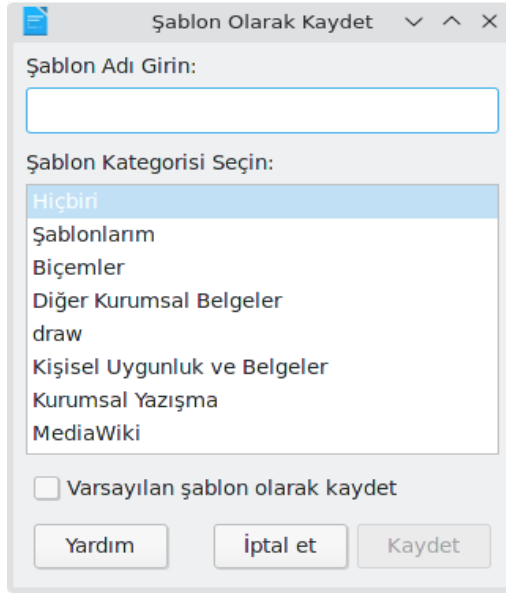 Şablon Olarak Kaydet
Şablon Adı Girin:
Şablon Kategorisi Seçin:
Hiçbiri
Şablonlarım
Biçemler
Diğer Kurumsal Belgeler
draw
Kişisel Uygunluk ve Belgeler
Kurumsal Yazışma
MediaWiki
Varsayılan şablon olarak kaydet
Yardım İptal et Kaydet